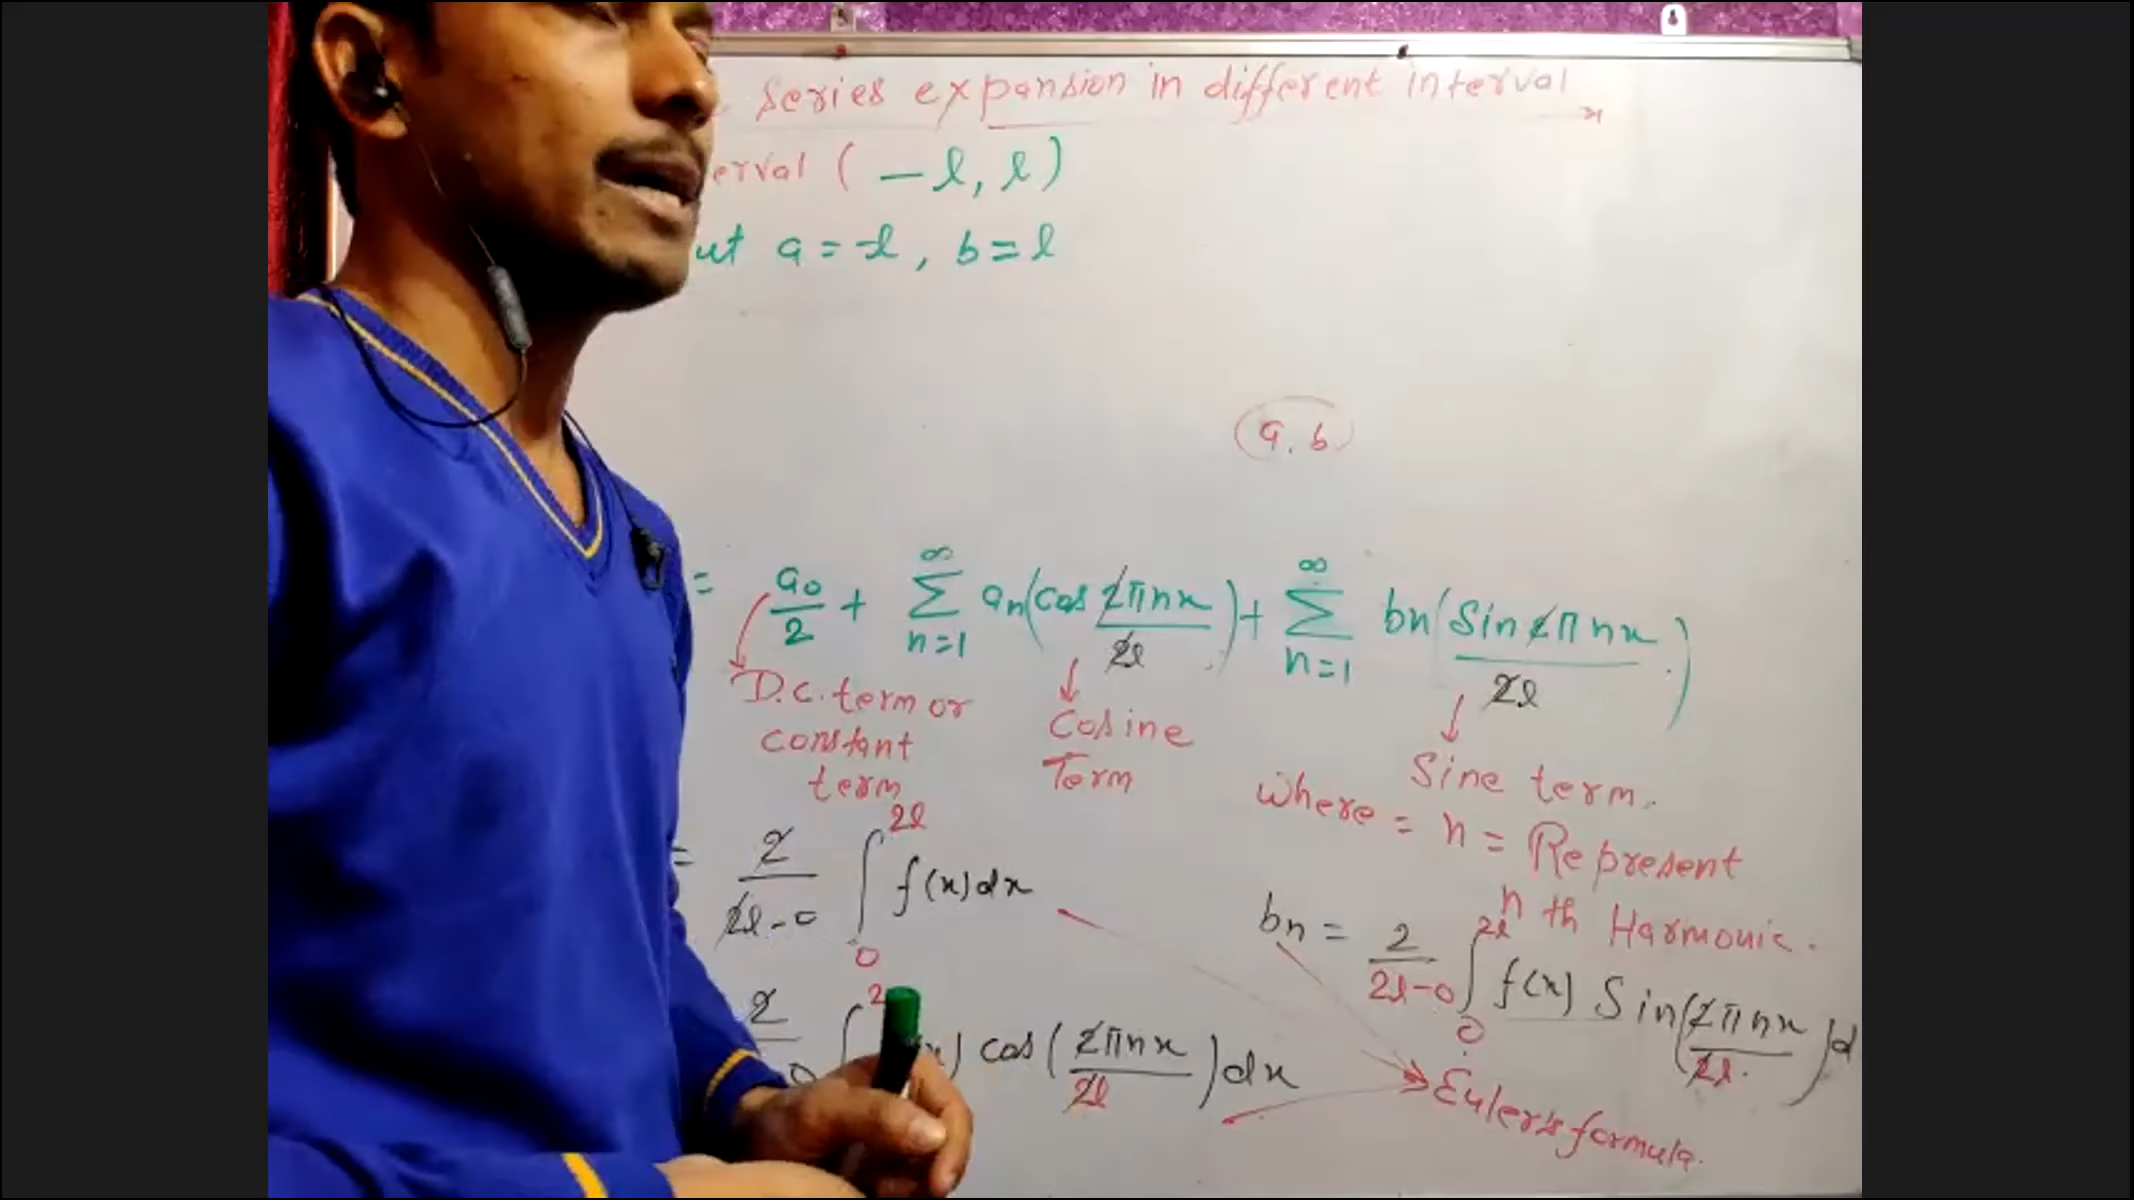 series expansion in different interval
erval ( -l, l )
ut a = -l, b = l
a, b
= a0/2 + ∞ Σ n=1 an (cos 2πnx / 2l) + ∞ Σ n=1 bn (Sin 2πnx / 2l)
D.C. term or
constant
term
Cosine
Term
Sine term.
where = n = Represent
n th Harmonic.
= 2 / 2l-0 ∫ 0 2l f(x)dx
bn = 2 / 2l-0 ∫ 0 2l f(x) Sin (2πnx / 2l) d
2 0 ∫ 2 x) cos (2πnx / 2l) dx
Euler's formula.